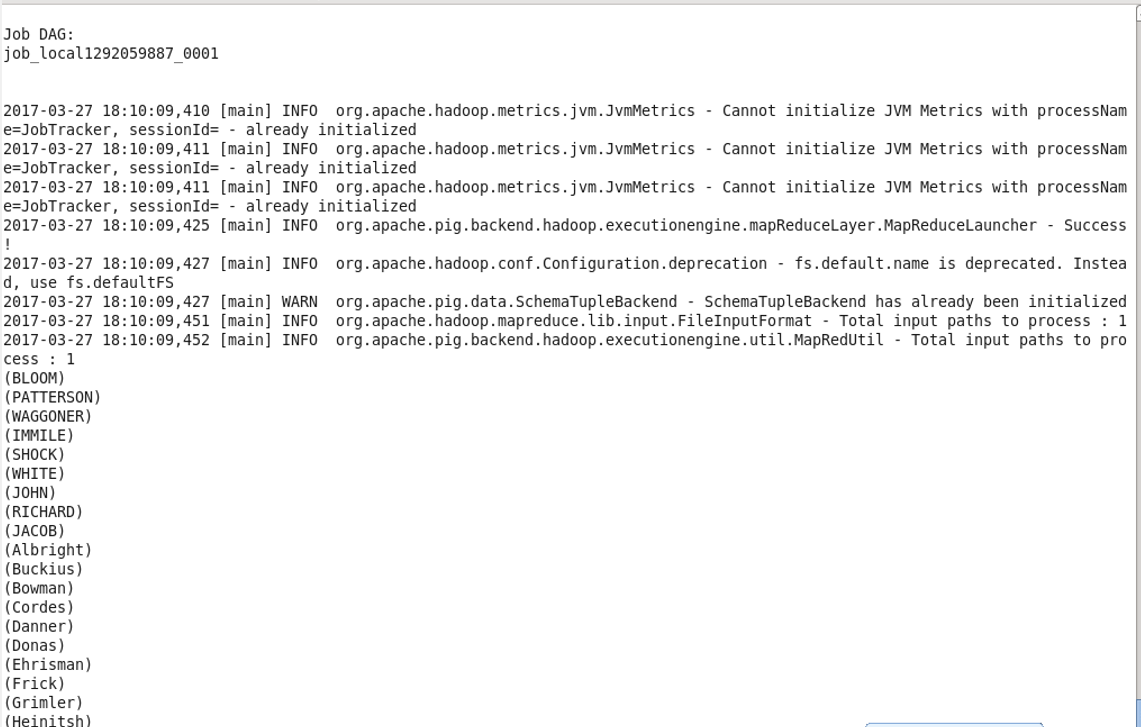 Job DAG:
job_local1292059887_0001
2017-03-27 18:10:09,410 [main] INFO  org.apache.hadoop.metrics.jvm.JvmMetrics - Cannot initialize JVM Metrics with processNam
e=JobTracker, sessionId= - already initialized
2017-03-27 18:10:09,411 [main] INFO  org.apache.hadoop.metrics.jvm.JvmMetrics - Cannot initialize JVM Metrics with processNam
e=JobTracker, sessionId= - already initialized
2017-03-27 18:10:09,411 [main] INFO  org.apache.hadoop.metrics.jvm.JvmMetrics - Cannot initialize JVM Metrics with processNam
e=JobTracker, sessionId= - already initialized
2017-03-27 18:10:09,425 [main] INFO  org.apache.pig.backend.hadoop.executionengine.mapReduceLayer.MapReduceLauncher - Success
!
2017-03-27 18:10:09,427 [main] INFO  org.apache.hadoop.conf.Configuration.deprecation - fs.default.name is deprecated. Instea
d, use fs.defaultFS
2017-03-27 18:10:09,427 [main] WARN  org.apache.pig.data.SchemaTupleBackend - SchemaTupleBackend has already been initialized
2017-03-27 18:10:09,451 [main] INFO  org.apache.hadoop.mapreduce.lib.input.FileInputFormat - Total input paths to process : 1
2017-03-27 18:10:09,452 [main] INFO  org.apache.pig.backend.hadoop.executionengine.util.MapRedUtil - Total input paths to pro
cess : 1
(BLOOM)
(PATTERSON)
(WAGGONER)
(IMMILE)
(SHOCK)
(WHITE)
(JOHN)
(RICHARD)
(JACOB)
(Albright)
(Buckius)
(Bowman)
(Cordes)
(Danner)
(Donas)
(Ehrisman)
(Frick)
(Grimler)
(Heinitsh)